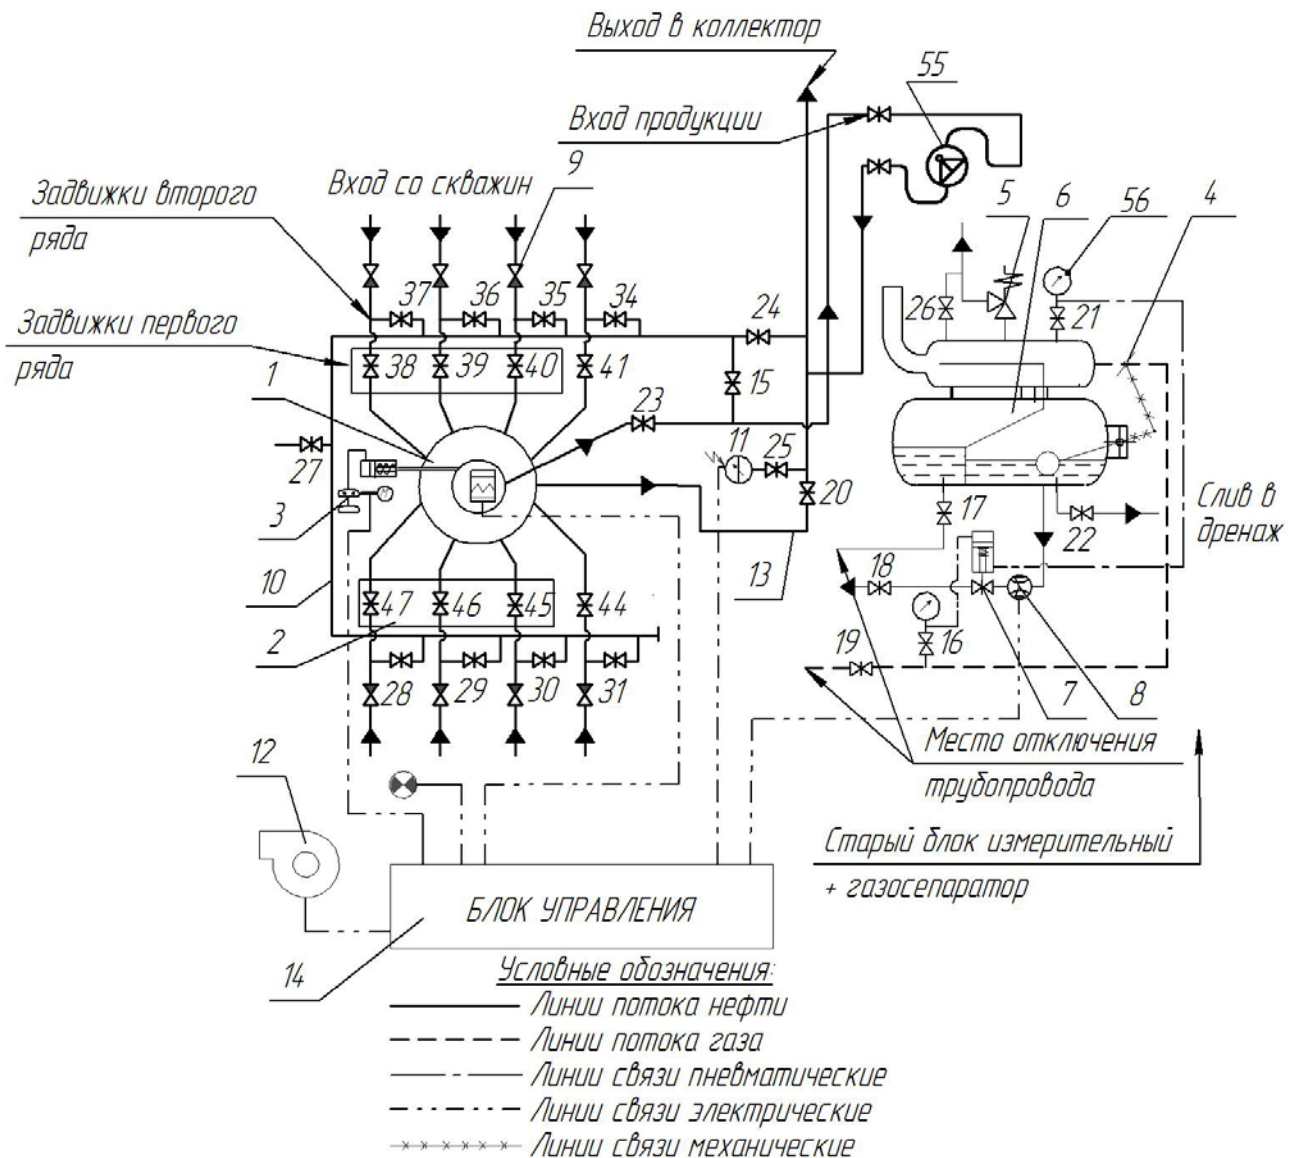 Выход в коллектор
55
Вход продукции
9
Задвижки второго
ряда
Вход со скважин
5
6
56
4
37
36
35
34
24
26
21
Задвижки первого
ряда
1
38
39
40
41
15
23
27
11
25
20
3
17
22
Слив в
дренаж
10
13
18
47
46
45
44
2
19
16
28
29
30
31
7
8
12
Место отключения
трубопровода
Старый блок измерительный
+ газосепаратор
БЛОК УПРАВЛЕНИЯ
14
Условные обозначения:
Линии потока нефти
Линии потока газа
Линии связи пневматические
Линии связи электрические
Линии связи механические